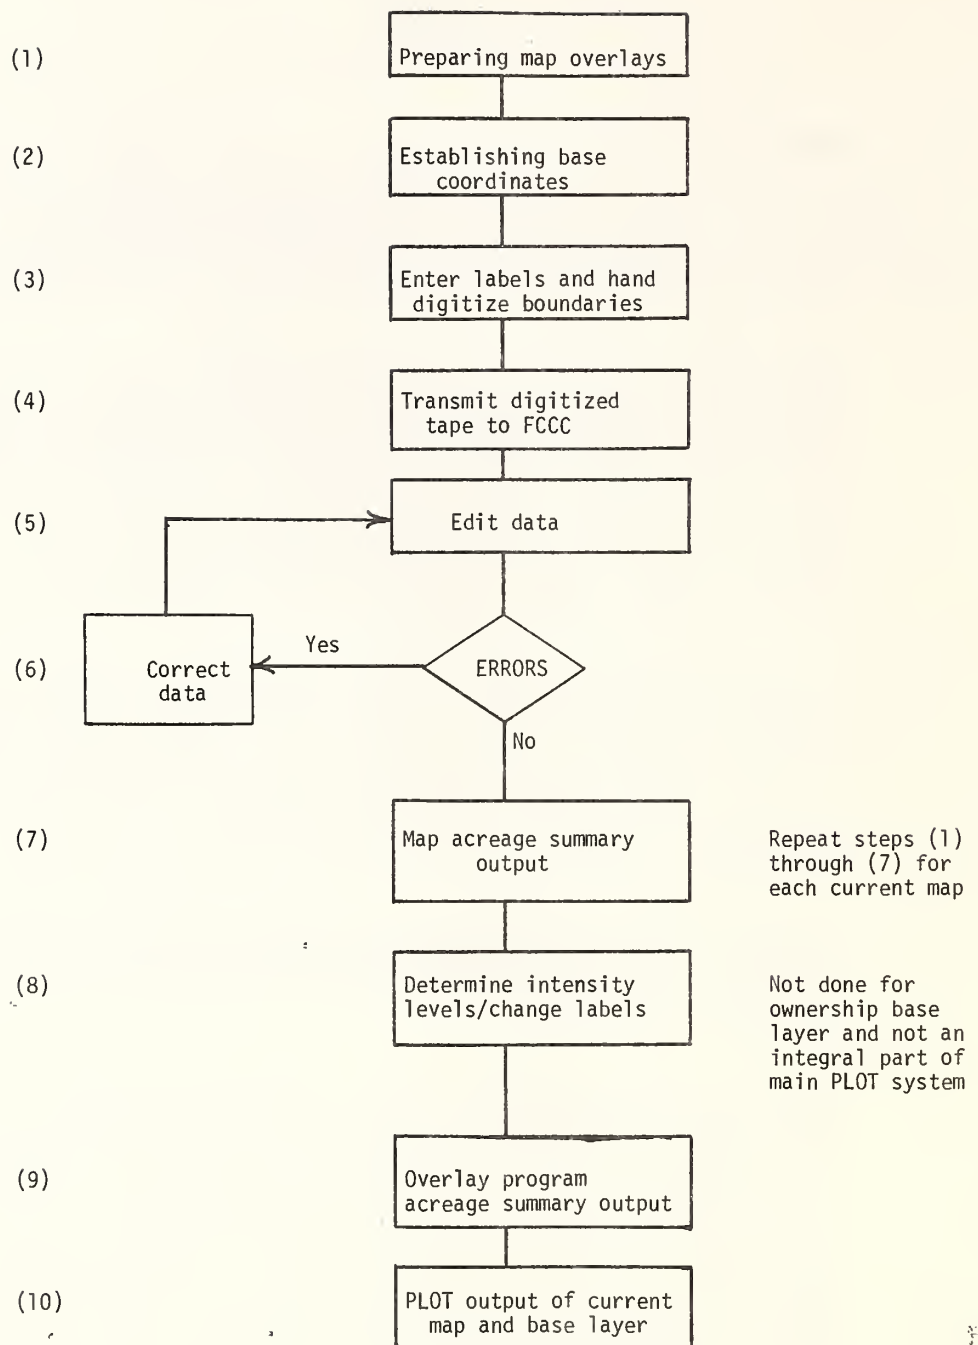 (1)
Preparing map overlays
(2)
Establishing base
coordinates
(3)
Enter labels and hand
digitize boundaries
(4)
Transmit digitized
tape to FCCC
(5)
Edit data
(6)
Correct
data
Yes
ERRORS
No
(7)
Map acreage summary
output
Repeat steps (1)
through (7) for
each current map
(8)
Determine intensity
levels/change labels
Not done for
ownership base
layer and not an
integral part of
main PLOT system
(9)
Overlay program
acreage summary output
(10)
PLOT output of current
map and base layer